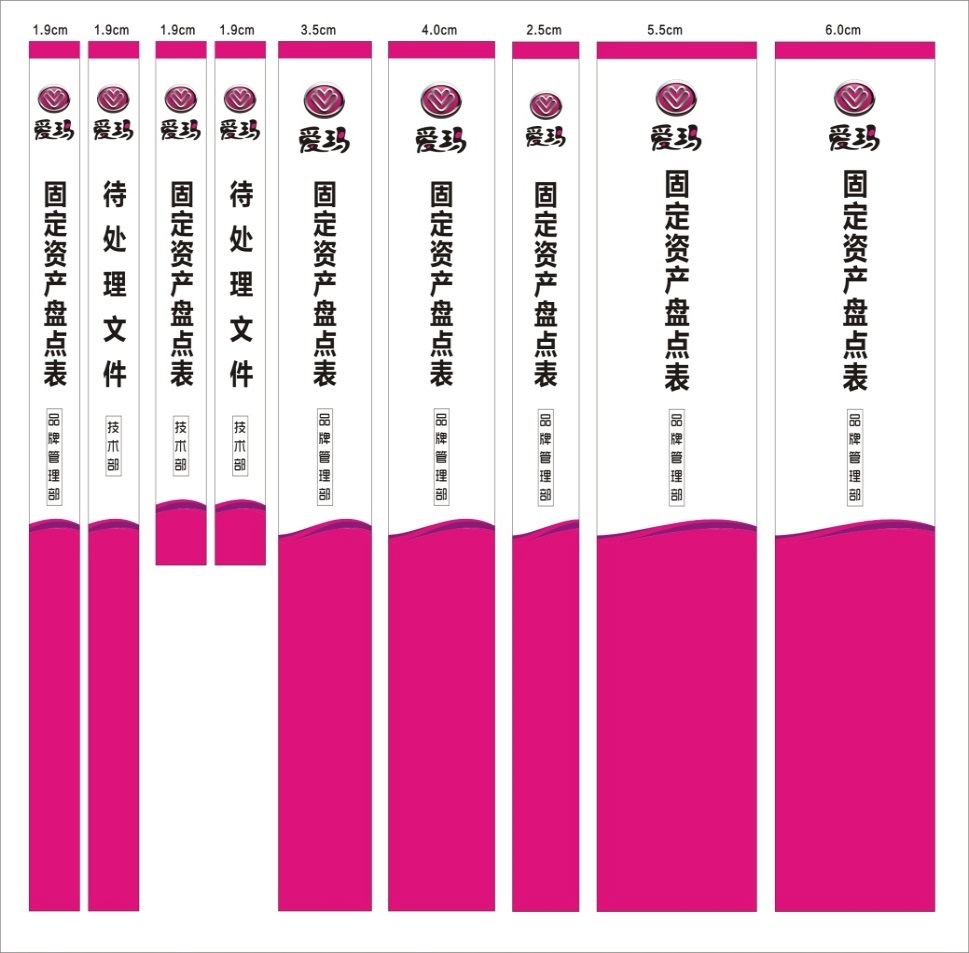 1.9cm
1.9cm
1.9cm
1.9cm
3.5cm
4.0cm
2.5cm
5.5cm
6.0cm
爱玛
固定资产盘点表
品牌管理部
爱玛
待处理文件
技术部
爱玛
固定资产盘点表
技术部
爱玛
待处理文件
技术部
爱玛
固定资产盘点表
品牌管理部
爱玛
固定资产盘点表
品牌管理部
爱玛
固定资产盘点表
品牌管理部
爱玛
固定资产盘点表
品牌管理部
爱玛
固定资产盘点表
品牌管理部